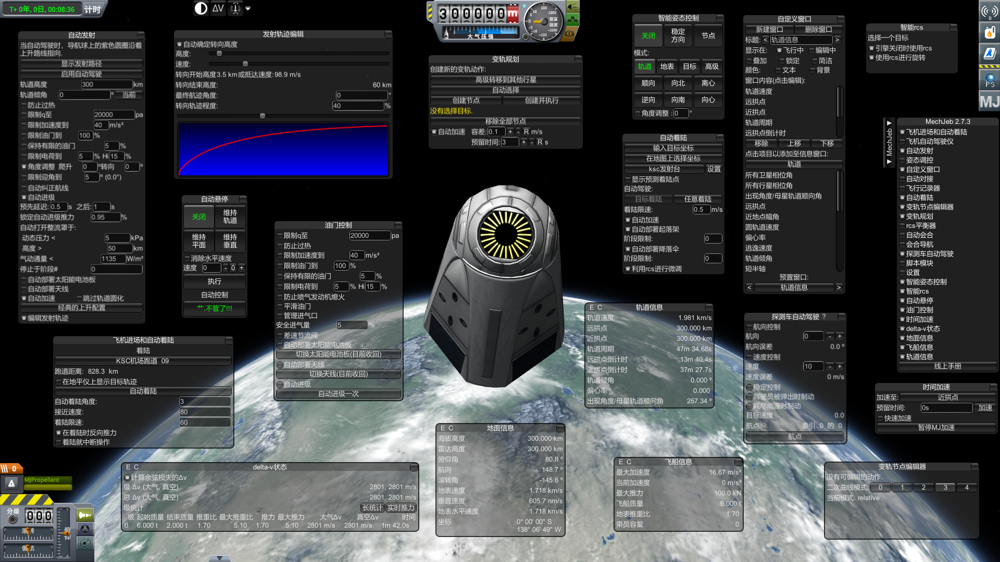 T+ 0年, 0日, 00:08:36
计时
ΔV
300000m
大气压强
垂直
速度
自动发射
当自动驾驶时，导航球上的紫色圆圈沿着
上升路线指向.
显示发射路径
启用自动驾驶
轨道高度 300 km
轨道倾角 0 ° 当前
防止过热
限制q至 20000 pa
限制加速度到 40 m/s²
限制油门到 100 %
保持有限的油门 5 %
限制电荷到 5 % Hi 15 %
角度调整 爬升 0 °转向 0 °
限制迎角到 5 ° (0.0°)
自动纠正航线
自动进级
预先延迟: 0.5 s 之后: 1 s
锁定自动进级推力 0.95 %
自动打开整流罩于:
动态压力 < 5 kPa
高度 > 50 km
气动通量 < 1135 W/m²
停止于阶段# 0
自动部署太阳能电池板
自动部署天线
自动加速 跳过轨道圆化
经典的上升配置
编辑发射轨迹
发射轨迹编辑
自动确定转向高度
高度:
速度:
转向开始高度3.5 km或抵达速度: 98.9 m/s
转向结束高度: 60 km
最终航迹角度: 0 °
转向轨迹程度: 40 %
自动悬停
关闭 维持轨道
维持平面 维持垂直
消除水平速度
速度 0 - 0 +
执行
自动控制
艹.不管了!!!
油门控制
限制q至 20000 pa
防止过热
限制加速度到 40 m/s²
限制油门到 100 %
保持有限的油门 5 %
限制电荷到 5 % Hi 15 %
防止喷气发动机熄火
平滑油门
管理进气口
安全进气量 5 %
差速节流阀
自动部署太阳能电池板
切换太阳能电池板(目前收回)
自动部署天线
切换天线(目前收回)
自动进级
自动进级一次
变轨规划
创建新的变轨动作:
高级转移到其他行星
自动选择
创建节点 创建并执行
没有选择目标.
移除全部节点
自动加速 容差: 0.1 + - R m/s
预留时间: 3 + - R s
智能姿态控制
关闭 稳定方向 节点
模式:
轨道 地表 目标 高级
顺向 向北 离心
逆向 向南 向心
角度调整 : 0 °
自动着陆
输入目标坐标
在地图上选择坐标
ksc发射台 设置
显示预测着陆点
自动驾驶:
目标着陆 任意着陆
着陆限速: 0.5 m/s
自动加速
自动部署起落架
阶段限制: 0
自动部署降落伞
阶段限制: 0
利用rcs进行微调
自定义窗口
新建窗口 删除窗口
标题: < 轨道信息 >
显示在: 飞行中 编辑中
叠加 锁定 简洁
颜色: 文本 背景
窗口内容(点击编辑):
轨道速度
远拱点
近拱点
轨道周期
远拱点倒计时
移除 上移 下移
点击项目以添加至信息窗口:
轨道
所有卫星相位角
所有行星相位角
出现角度/母星轨道顺向角
远拱点
近地点幅角
圆轨道速度
偏心率
逃逸速度
轨道倾角
短半轴
预置窗口:
< 轨道信息 >
智能rcs
选择一个目标
引擎关闭时使用rcs
使用rcs进行旋转
0
PS
MJ
▶ MechJeb ▶
MechJeb 2.7.3
飞机进场和自动着陆
飞机自动驾驶仪
自动发射
姿态调控
自定义窗口
自动对接
飞行记录器
自动着陆
变轨节点编辑器
变轨规划
rcs平衡器
自动会合
会合导航
探测车自动驾驶
脚本模块
设置
智能姿态控制
智能rcs
自动悬停
油门控制
时间加速
delta-v状态
地面信息
飞船信息
轨道信息
线上手册
飞机进场和自动着陆
着陆
KSC机场跑道 09
跑道距离: 828.3 km
在地平仪上显示目标轨迹
自动着陆
自动着陆角度: 3
接近速度: 80
着陆限速: 60
在着陆时反向推力
着陆就中断操作
E C 轨道信息
轨道速度 1.981 km/s
远拱点 300.000 km
近拱点 300.000 km
轨道周期 47m 34.68s
远拱点倒计时 13m 40.4s
近拱点倒计时 37m 27.7s
轨道倾角 0.000 °
偏心率 0.000
出现角度/母星轨道顺向角 257.34 °
探测车自动驾驶 ?
航向控制
航向 0 - +
航向误差 0.0 °
速度控制
速度 10 - +
速度误差 0 m/s
稳定控制
驾驶员被弹出时制动
耗尽能源时制动
目标速度 0.0
航点 索引 0 的 0
航点
时间加速
加速至: 近拱点
预留时间: 0s 加速
快速加速
暂停MJ加速
E C 地面信息
海拔高度 300.000 km
雷达高度 300.000 km
俯仰角 80.8 °
航向 148.7 °
滚转角 -145.6 °
地表速度 1.718 km/s
垂直速度 605.7 nm/s
地表水平速度 1.718 km/s
坐标 0° 00' 00" S
138° 06' 49" W
E C 飞船信息
最大加速度 16.67 m/s²
当前加速度 0 m/s²
最大推力 100.0 kN
飞船质量 6.000 t
地表推重比 1.70
乘员容量 0
变轨节点编辑器
没有可编辑的动作.
二次曲线模式: 0 1 2 3 4
当前模式: relative
E C delta-v状态
计算余弦损失的Δv
级 Δv (大气, 真空) 2801, 2801 m/s
总 Δv (大气, 真空) 2801, 2801 m/s
级统计 长统计 实时推力
级 起始质量 结束质量 推重比 最大推重比 推力 最大推力 大气Δv 真空Δv 时间
0 6.000 t 2.000 t 1.70 5.10 1.70 5.10 2801 m/s 2801 m/s 1m 42.0s
0
MJPropellant
分级
000
滚转
偏航
俯仰